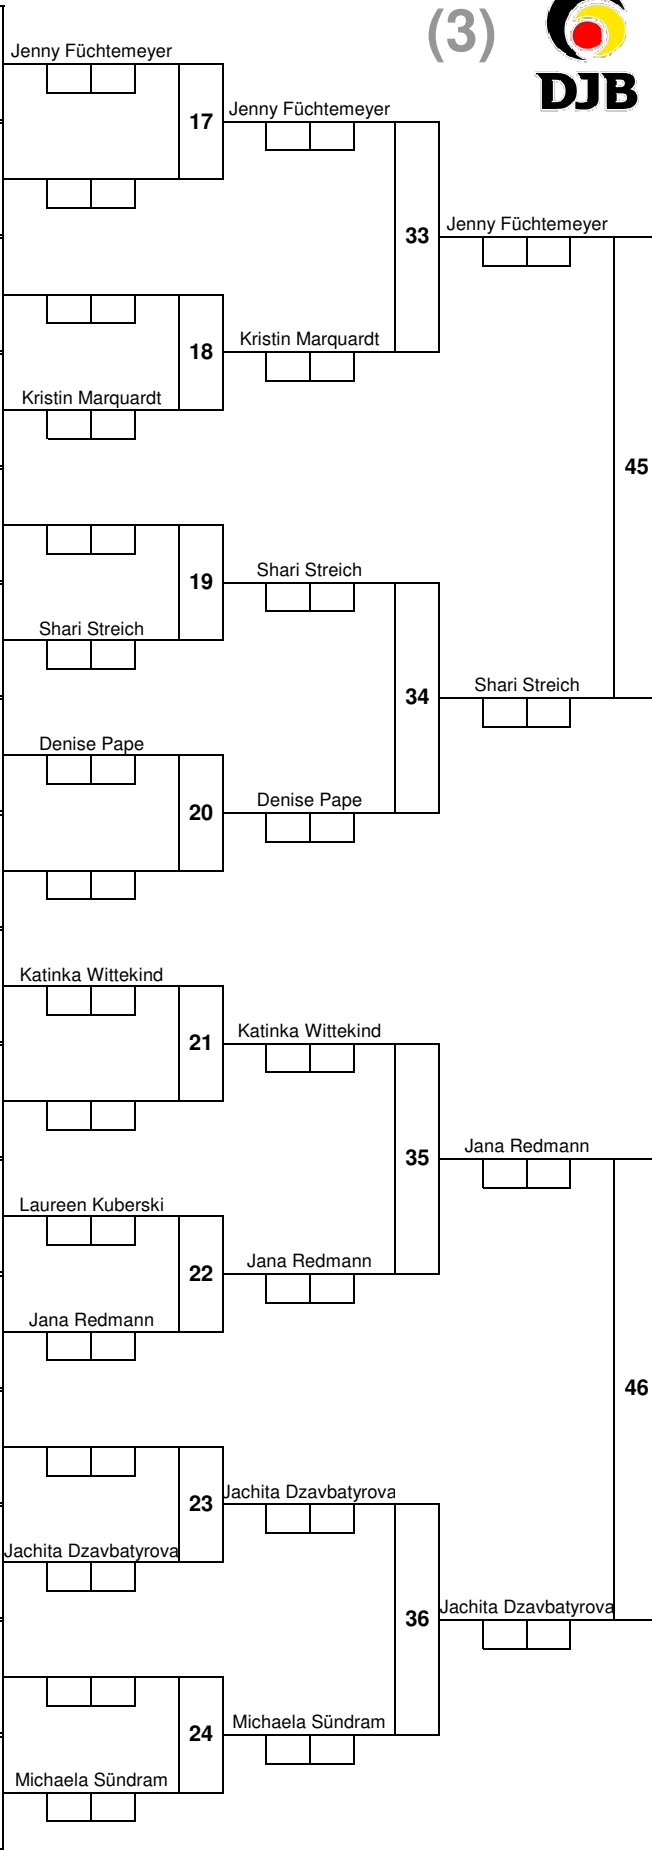 (3)
DJB
Jenny Füchtemeyer
17
Jenny Füchtemeyer
33
Jenny Füchtemeyer
18
Kristin Marquardt
Kristin Marquardt
45
19
Shari Streich
Shari Streich
34
Shari Streich
Denise Pape
20
Denise Pape
Katinka Wittekind
21
Katinka Wittekind
35
Jana Redmann
Laureen Kuberski
22
Jana Redmann
Jana Redmann
46
23
Jachita Dzavbatyrova
Jachita Dzavbatyrova
36
Jachita Dzavbatyrova
24
Michaela Sündram
Michaela Sündram